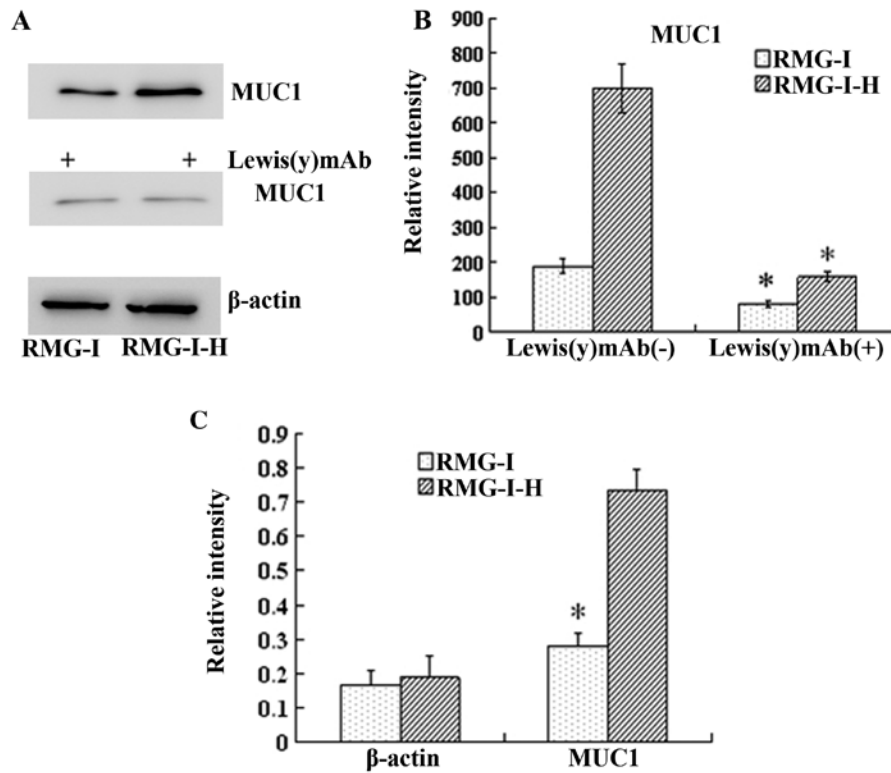 A
MUC1
+ + Lewis(y)mAb
MUC1
β-actin
RMG-I RMG-I-H
B
MUC1
RMG-I
RMG-I-H
Relative intensity
900
800
700
600
500
400
300
200
100
0
* *
Lewis(y)mAb(-) Lewis(y)mAb(+)
C
RMG-I
RMG-I-H
Relative intensity
0.9
0.8
0.7
0.6
0.5
0.4
0.3
0.2
0.1
0
*
β-actin MUC1